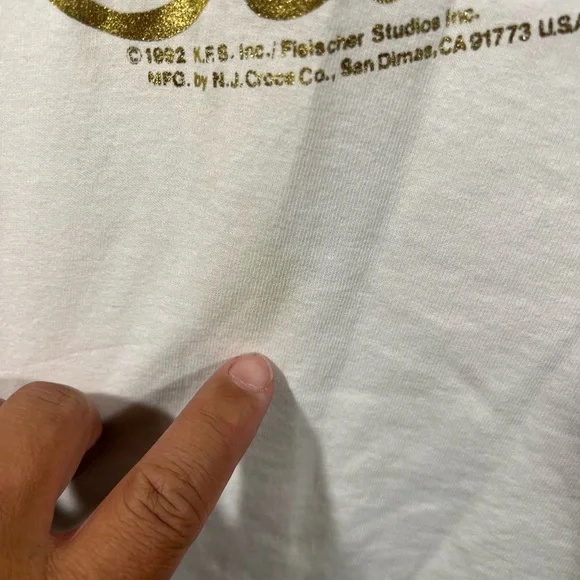 ©1992 K.F.S. Inc./Fleischer Studios Inc.
MFG. by N.J.Croce Co., San Dimas, CA 91773 U.S.A